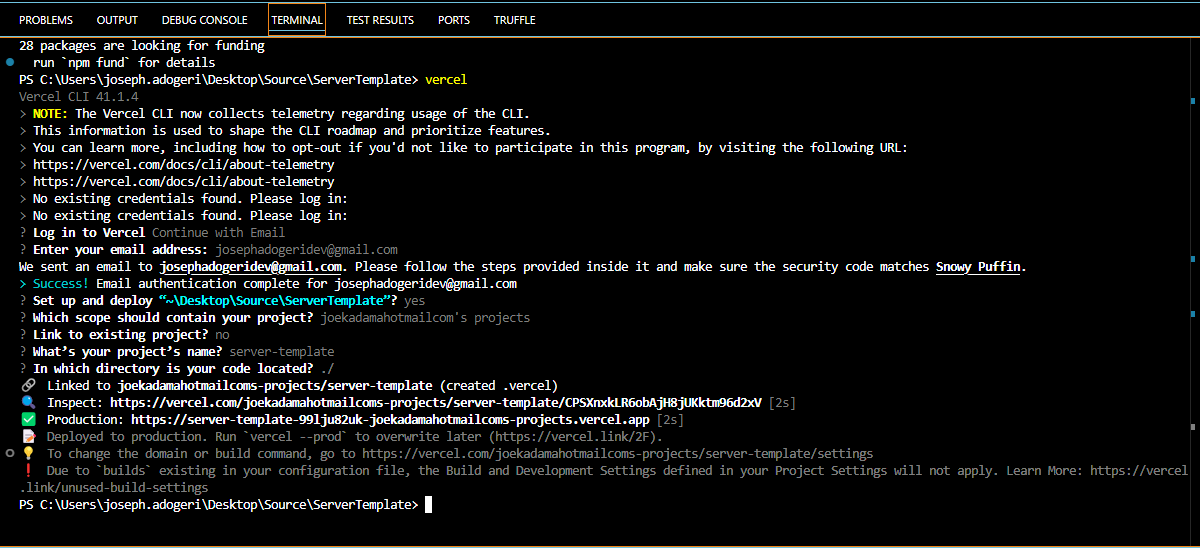 PROBLEMS OUTPUT DEBUG CONSOLE TERMINAL TEST RESULTS PORTS TRUFFLE
28 packages are looking for funding
run `npm fund` for details
PS C:\Users\joseph.adogeri\Desktop\Source\ServerTemplate> vercel
Vercel CLI 41.1.4
> NOTE: The Vercel CLI now collects telemetry regarding usage of the CLI.
> This information is used to shape the CLI roadmap and prioritize features.
> You can learn more, including how to opt-out if you'd not like to participate in this program, by visiting the following URL:
> https://vercel.com/docs/cli/about-telemetry
> https://vercel.com/docs/cli/about-telemetry
> No existing credentials found. Please log in:
> No existing credentials found. Please log in:
? Log in to Vercel Continue with Email
? Enter your email address: josephadogeridev@gmail.com
We sent an email to josephadogeridev@gmail.com. Please follow the steps provided inside it and make sure the security code matches Snowy Puffin.
> Success! Email authentication complete for josephadogeridev@gmail.com
? Set up and deploy “~\Desktop\Source\ServerTemplate”? yes
? Which scope should contain your project? joekadamahotmailcom's projects
? Link to existing project? no
? What’s your project’s name? server-template
? In which directory is your code located? ./
🔗 Linked to joekadamahotmailcoms-projects/server-template (created .vercel)
🔍 Inspect: https://vercel.com/joekadamahotmailcoms-projects/server-template/CPSXnxkLR6obAjH8jUKktm96d2xV [2s]
✅ Production: https://server-template-99lju82uk-joekadamahotmailcoms-projects.vercel.app [2s]
📝 Deployed to production. Run `vercel --prod` to overwrite later (https://vercel.link/2F).
💡 To change the domain or build command, go to https://vercel.com/joekadamahotmailcoms-projects/server-template/settings
❗ Due to `builds` existing in your configuration file, the Build and Development Settings defined in your Project Settings will not apply. Learn More: https://vercel
.link/unused-build-settings
PS C:\Users\joseph.adogeri\Desktop\Source\ServerTemplate>